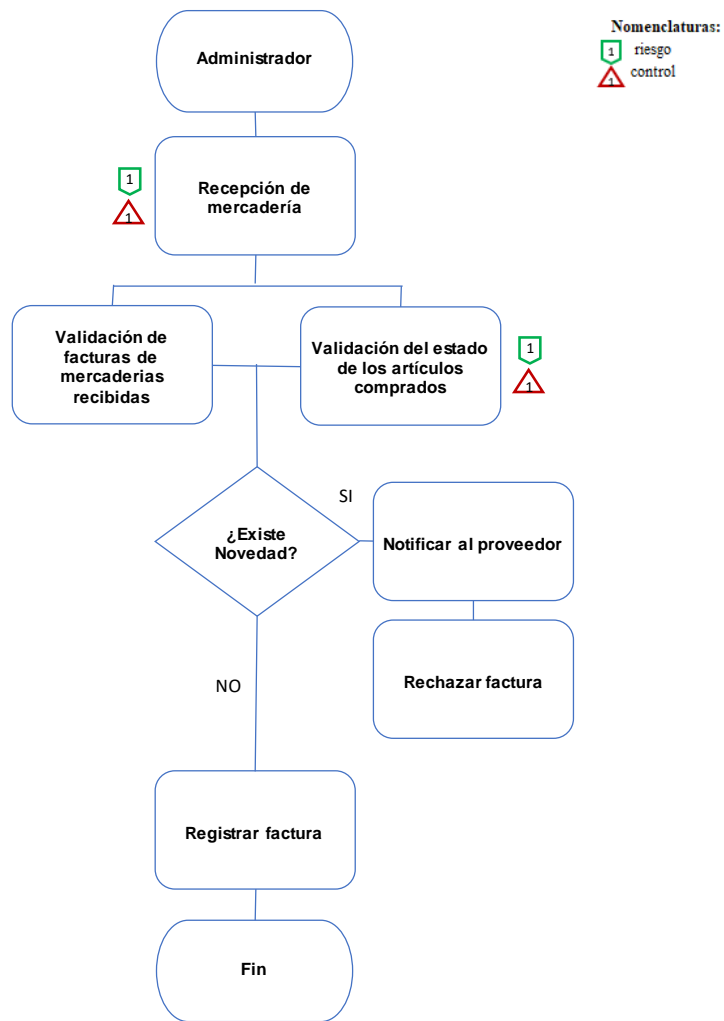 Nomenclaturas:
1 riesgo
1 control
Administrador
1
1
Recepción de
mercadería
Validación de
facturas de
mercaderias
recibidas
Validación del estado
de los artículos
comprados
1
1
¿Existe
Novedad?
SI
Notificar al proveedor
Rechazar factura
NO
Registrar factura
Fin